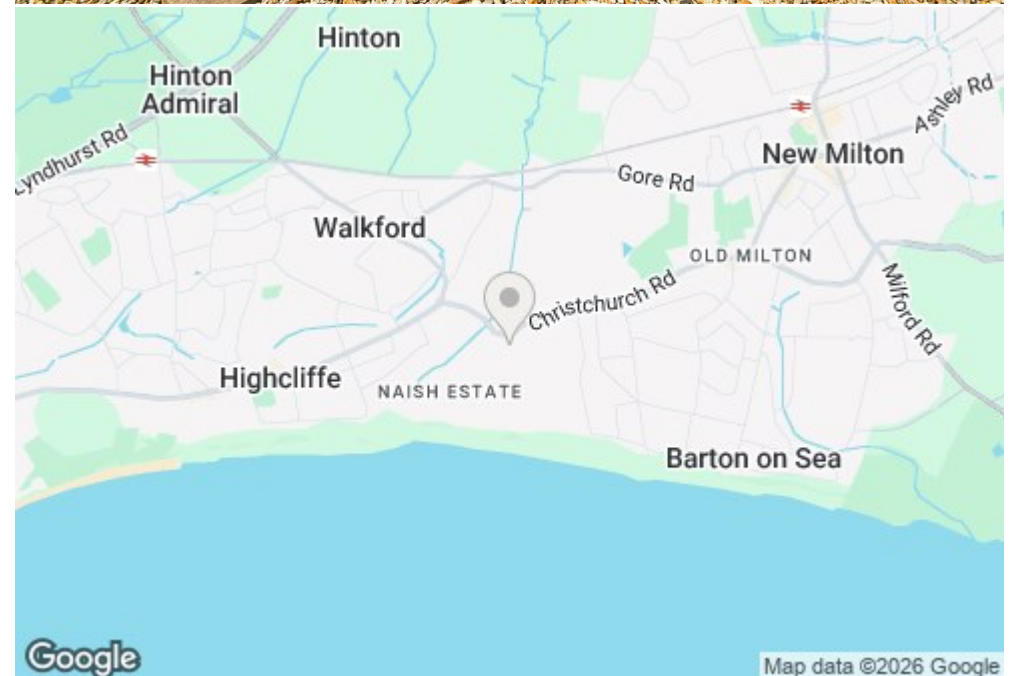 Hinton
Hinton
Admiral
Lyndhurst Rd
Ashley Rd
New Milton
Gore Rd
Walkford
OLD MILTON
Christchurch Rd
Milford Rd
Highcliffe
NAISH ESTATE
Barton on Sea
Google
Map data ©2026 Google